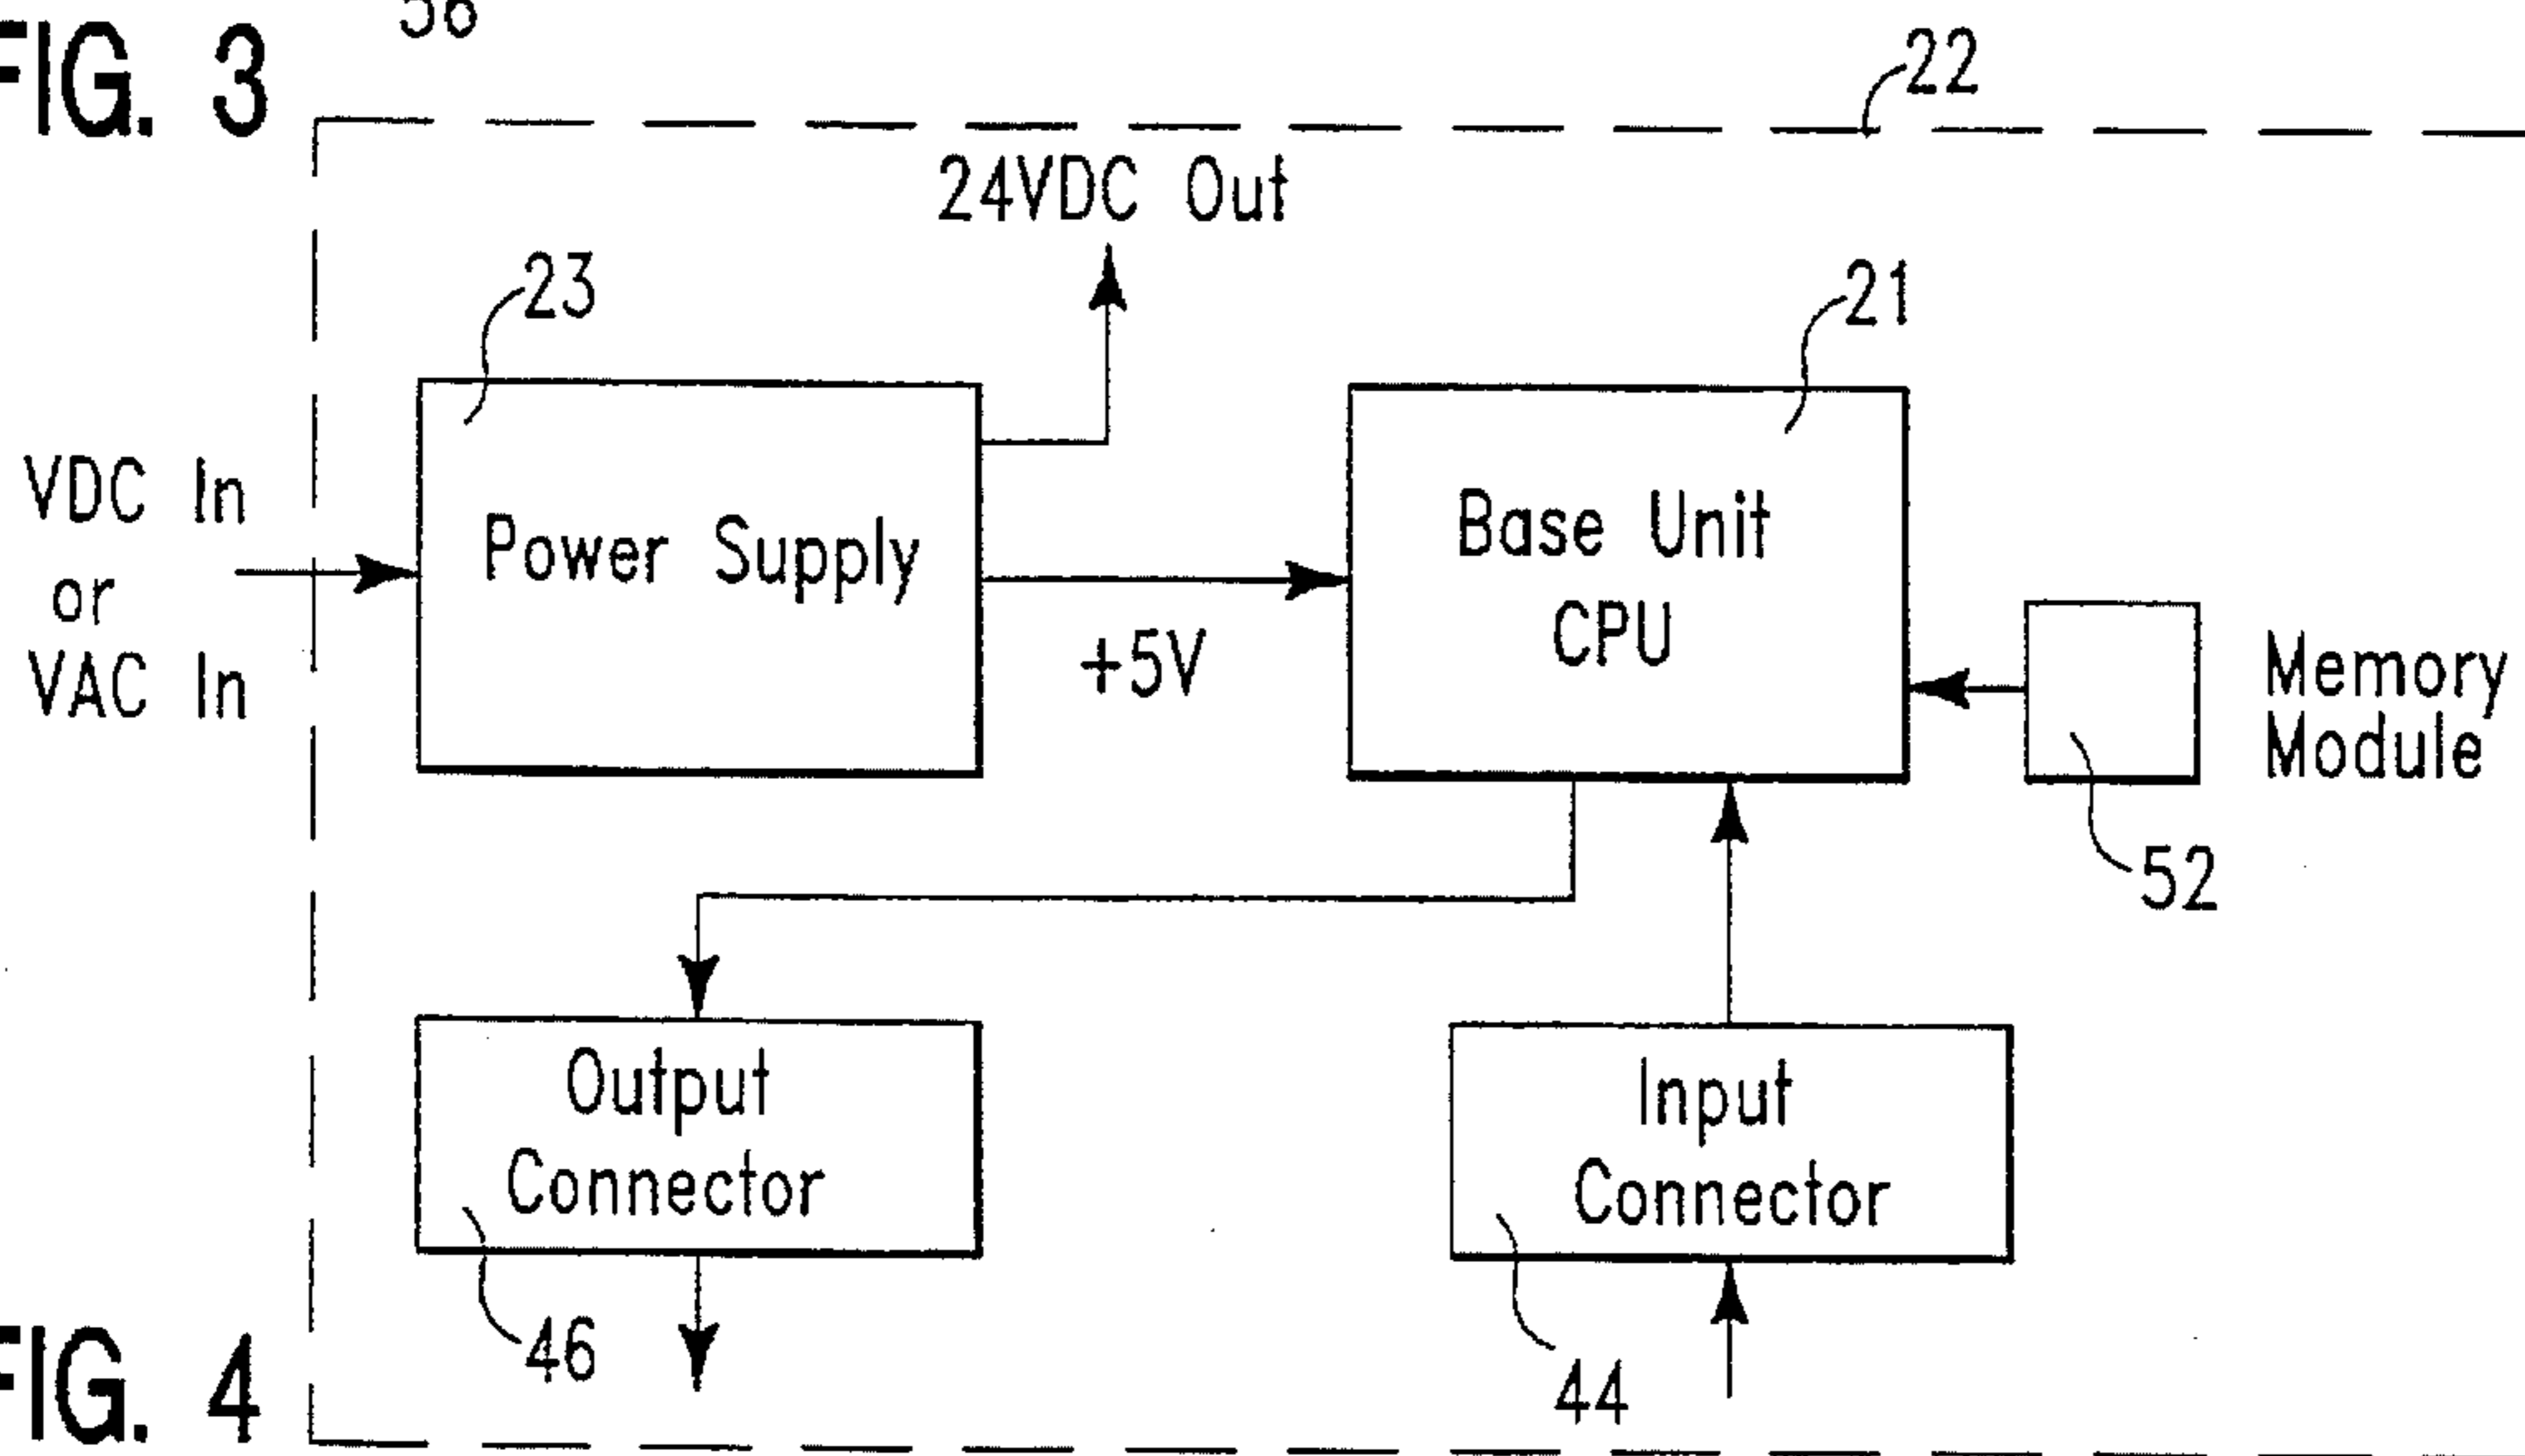 FIG. 3
56
22
24VDC Out
23
21
VDC In
or
VAC In
Power Supply
+5V
Base Unit
CPU
Memory
Module
52
Output
Connector
46
Input
Connector
44
FIG. 4